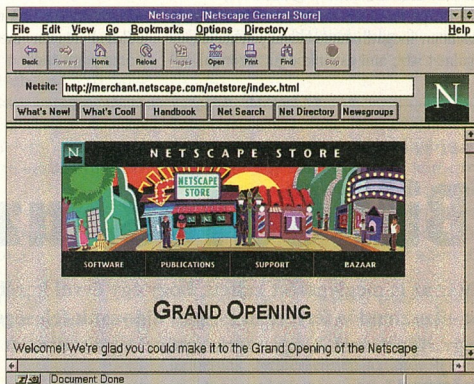 Netscape - [Netscape General Store]
File Edit View Go Bookmarks Options Directory Help
Back Forward Home Reload Images Open Print Find Stop
Netsite: http://merchant.netscape.com/netstore/index.html
N
What's New! What's Cool! Handbook Net Search Net Directory Newsgroups
N NETSCAPE STORE
NETSCAPE
STORE
SOFTWARE PUBLICATIONS SUPPORT BAZAAR
GRAND OPENING
Welcome! We're glad you could make it to the Grand Opening of the Netscape
Document Done